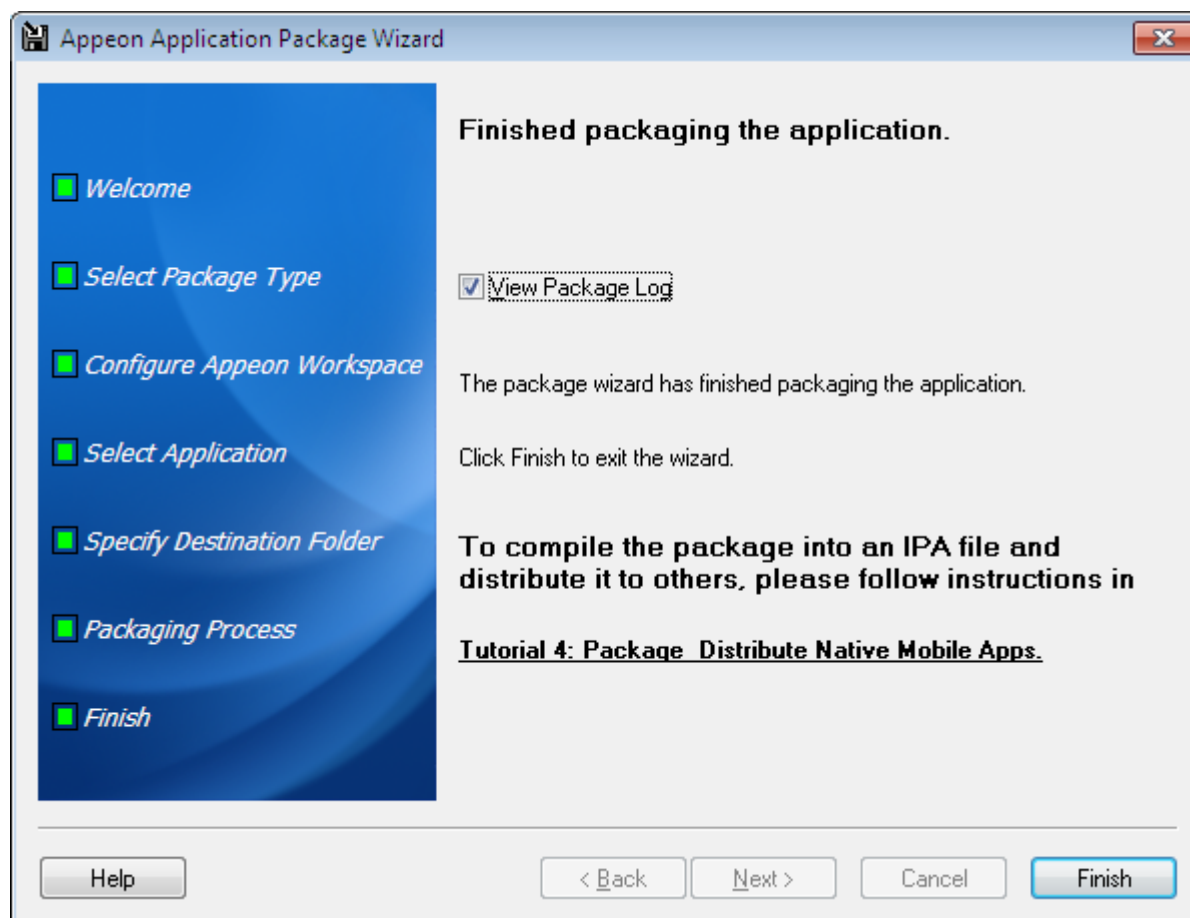 Appeon Application Package Wizard
Welcome
Select Package Type
Configure Appeon Workspace
Select Application
Specify Destination Folder
Packaging Process
Finish
Finished packaging the application.
View Package Log
The package wizard has finished packaging the application.
Click Finish to exit the wizard.
To compile the package into an IPA file and
distribute it to others, please follow instructions in
Tutorial 4: Package  Distribute Native Mobile Apps.
Help
< Back
Next >
Cancel
Finish